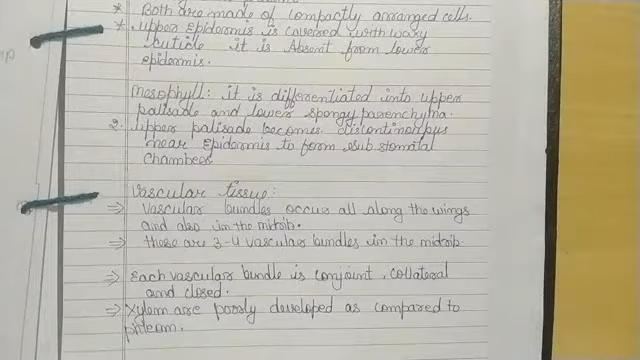 * Both are made of compactly arranged cells.
* Upper Epidermis is covered with waxy
cuticle it is Absent from lower
epidermis.
Mesophyll: it is differentiated into upper
palisade and lower spongy parenchyma.
2. Upper palisade becomes discontinorpus
near Epidermis to form sub stomatal
chambers
Vascular tissue:
⇒ Vascular bundles occur all along the wings
and also in the midrib.
⇒ these are 3-4 vascular bundles in the midrib
⇒ Each vascular bundle is conjoint, collateral
and closed.
⇒ Xylem are poorly developed as compared to
phloem.